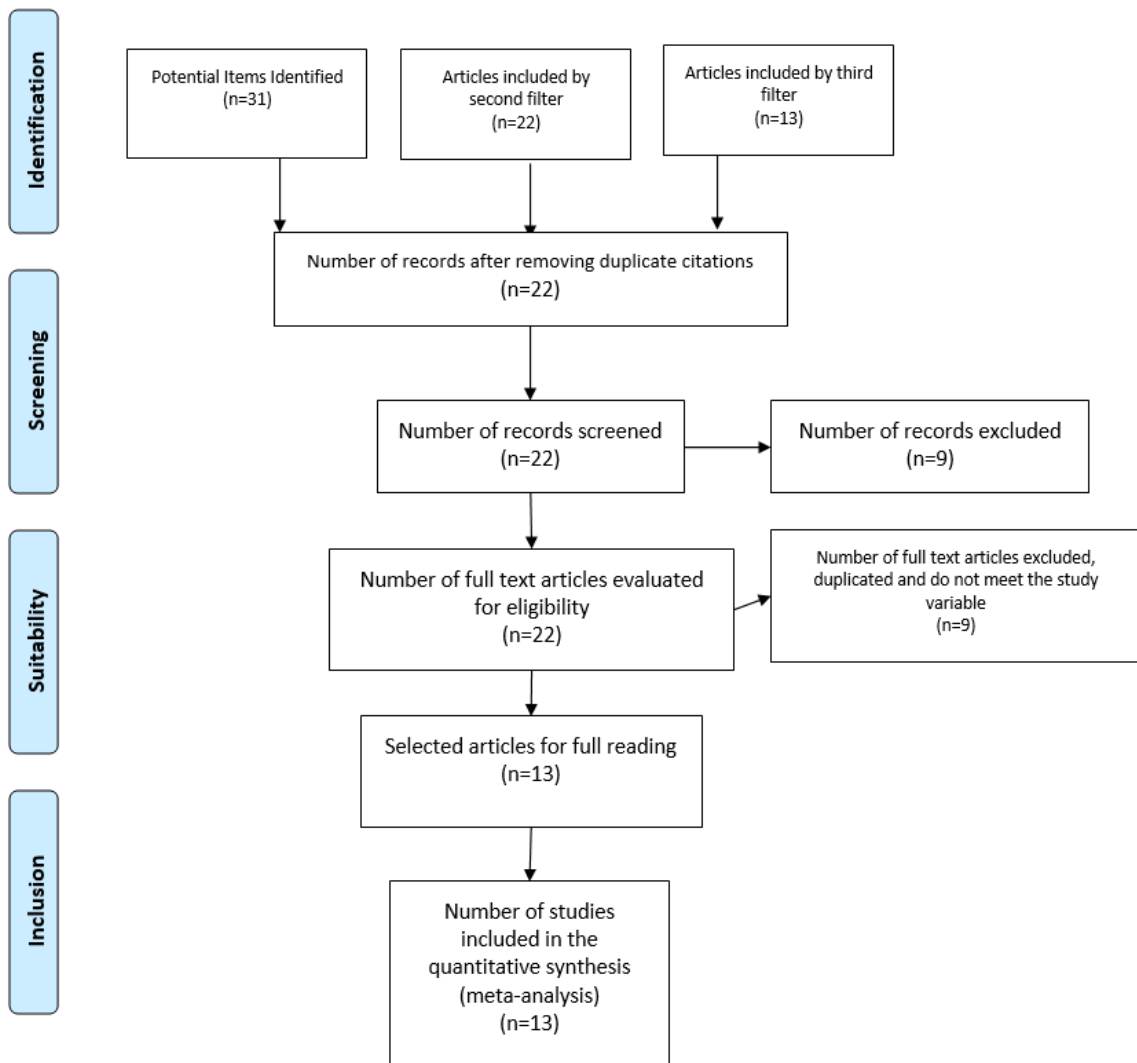 Identification
Potential Items Identified
(n=31)
Articles included by
second filter
(n=22)
Articles included by third
filter
(n=13)
Number of records after removing duplicate citations
(n=22)
Screening
Number of records screened
(n=22)
Number of records excluded
(n=9)
Suitability
Number of full text articles evaluated
for eligibility
(n=22)
Number of full text articles excluded,
duplicated and do not meet the study
variable
(n=9)
Selected articles for full reading
(n=13)
Inclusion
Number of studies
included in the
quantitative synthesis
(meta-analysis)
(n=13)